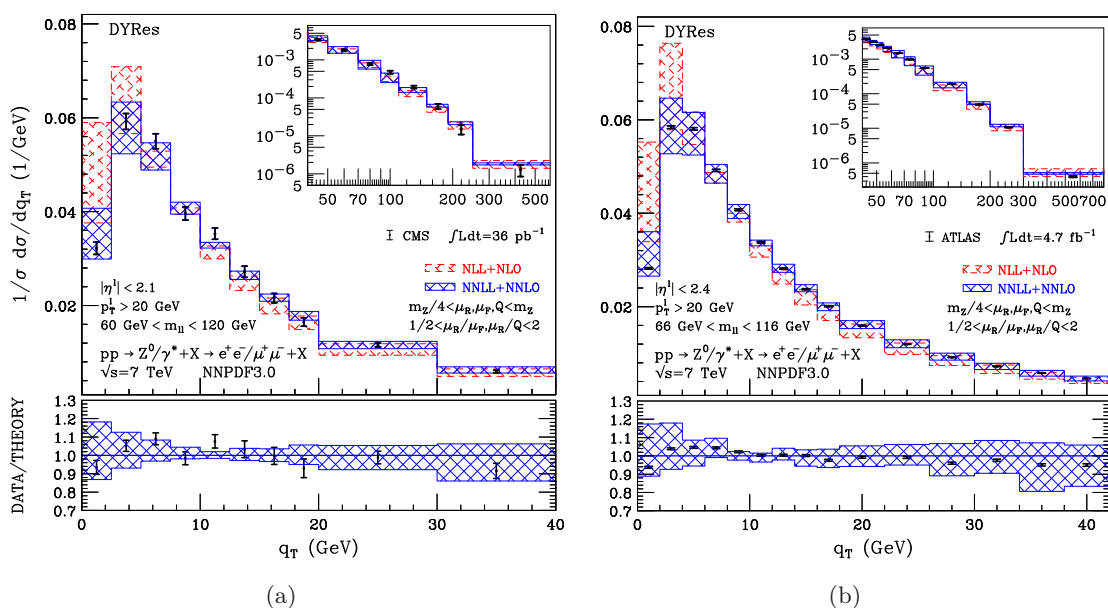 0.08
0.06
0.04
0.02
1/σ dσ/dq_T (1/GeV)
DYRes
5
10⁻³
5
10⁻⁴
5
10⁻⁵
5
10⁻⁶
5
50 70 100 200 300 500
CMS ∫Ldt=36 pb⁻¹
NLL+NLO
NNLL+NNLO
m_Z/4<μ_R,μ_F,Q<m_Z
1/2<μ_R/μ_F,μ_R/Q<2
|η^l|<2.1
p_T^l>20 GeV
60 GeV<m_ll<120 GeV
pp→Z⁰/γ*+X→e⁺e⁻/μ⁺μ⁻+X
√s=7 TeV NNPDF3.0
DATA/THEORY
1.3
1.2
1.1
1.0
0.9
0.8
0.7
0 10 20 30 40
q_T (GeV)
(a)
0.08
0.06
0.04
0.02
DYRes
5
10⁻³
5
10⁻⁴
5
10⁻⁵
5
10⁻⁶
50 70 100 200 300 500 700
ATLAS ∫Ldt=4.7 fb⁻¹
NLL+NLO
NNLL+NNLO
m_Z/4<μ_R,μ_F,Q<m_Z
1/2<μ_R/μ_F,μ_R/Q<2
|η^l|<2.4
p_T^l>20 GeV
66 GeV<m_ll<116 GeV
pp→Z⁰/γ*+X→e⁺e⁻/μ⁺μ⁻+X
√s=7 TeV NNPDF3.0
1.3
1.2
1.1
1.0
0.9
0.8
0.7
0 10 20 30 40
q_T (GeV)
(b)